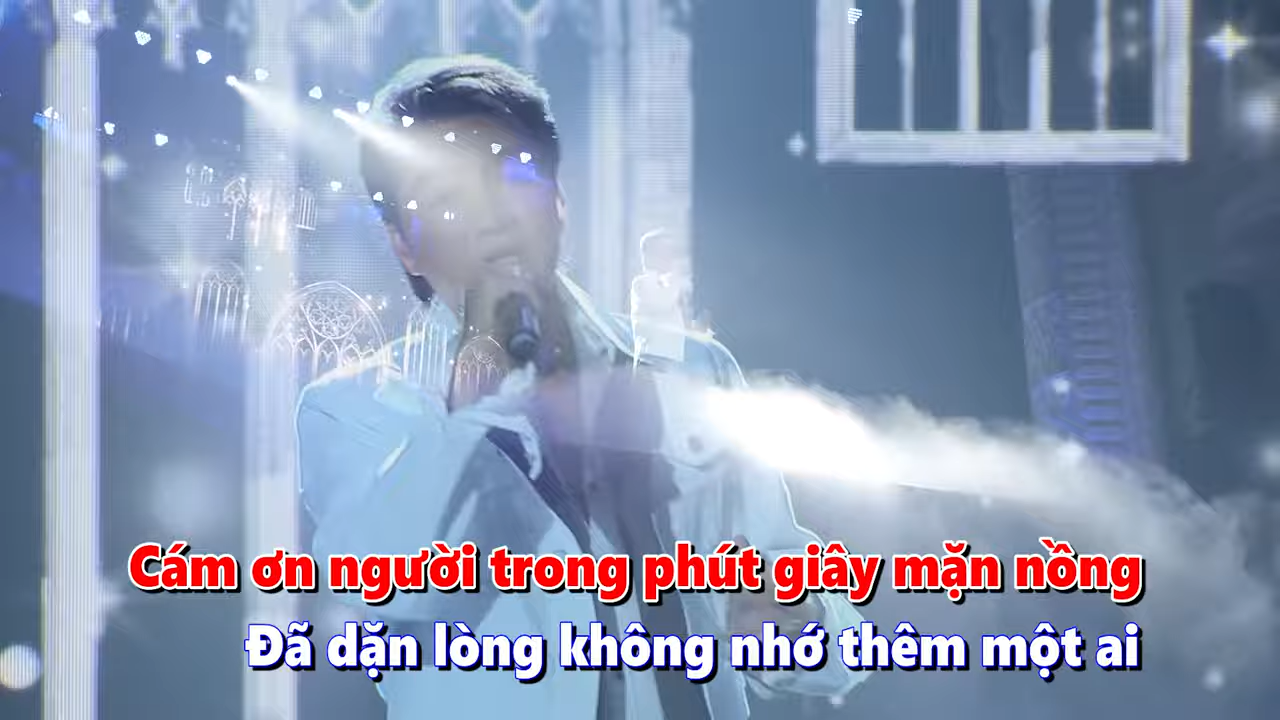 Cám ơn người trong phút giây mặn nồng
Đã dặn lòng không nhớ thêm một ai